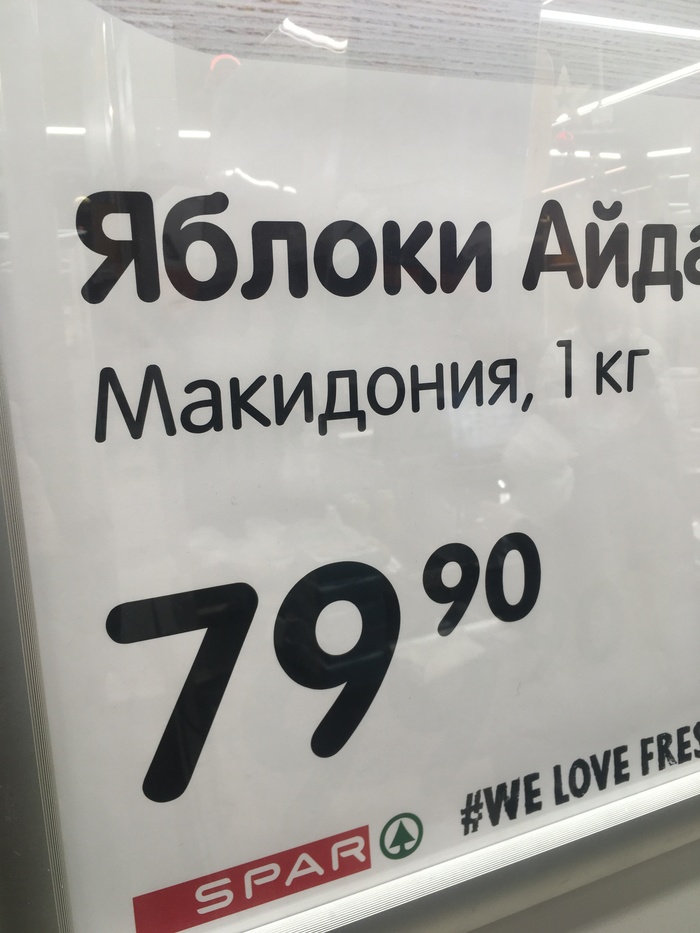 Яблоки Айда
Макидония, 1 кг
79 90
#WE LOVE FRES
SPAR